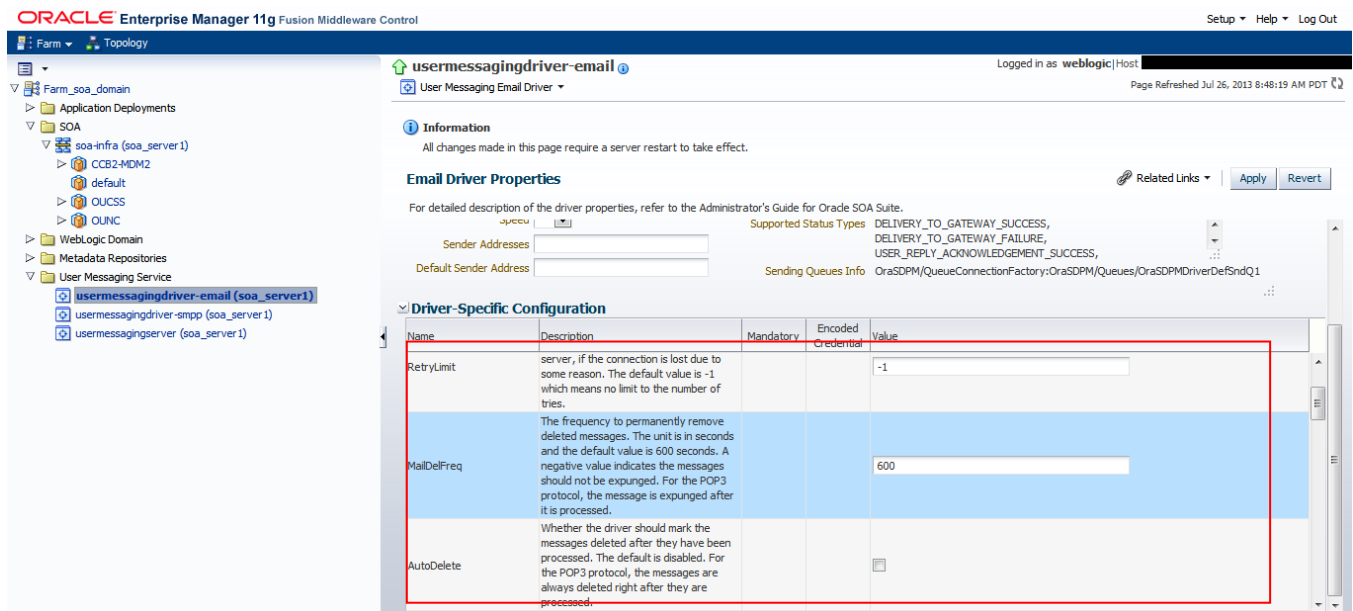 ORACLE Enterprise Manager 11g Fusion Middleware Control
Setup Help Log Out
Farm Topology
Farm_soa_domain
Application Deployments
SOA
soa-infra (soa_server1)
CCB2-MDM2
default
OUCSS
OUNC
WebLogic Domain
Metadata Repositories
User Messaging Service
usermessagingdriver-email (soa_server1)
usermessagingdriver-smpp (soa_server1)
usermessagingserver (soa_server1)
usermessagingdriver-email
Logged in as weblogic|Host
User Messaging Email Driver
Page Refreshed Jul 26, 2013 8:48:19 AM PDT
Information
All changes made in this page require a server restart to take effect.
Email Driver Properties
Related Links Apply Revert
For detailed description of the driver properties, refer to the Administrator's Guide for Oracle SOA Suite.
Speed
Sender Addresses
Default Sender Address
Supported Status Types DELIVERY_TO_GATEWAY_SUCCESS,
DELIVERY_TO_GATEWAY_FAILURE,
USER_REPLY_ACKNOWLEDGEMENT_SUCCESS,
Sending Queues Info OraSDPM/QueueConnectionFactory:OraSDPM/Queues/OraSDPMDriverDefSndQ1
Driver-Specific Configuration
Name Description Mandatory Encoded Credential Value
RetryLimit
server, if the connection is lost due to
some reason. The default value is -1
which means no limit to the number of
tries.
-1
MailDelFreq
The frequency to permanently remove
deleted messages. The unit is in seconds
and the default value is 600 seconds. A
negative value indicates the messages
should not be expunged. For the POP3
protocol, the message is expunged after
it is processed.
600
AutoDelete
Whether the driver should mark the
messages deleted after they have been
processed. The default is disabled. For
the POP3 protocol, the messages are
always deleted right after they are
processed.